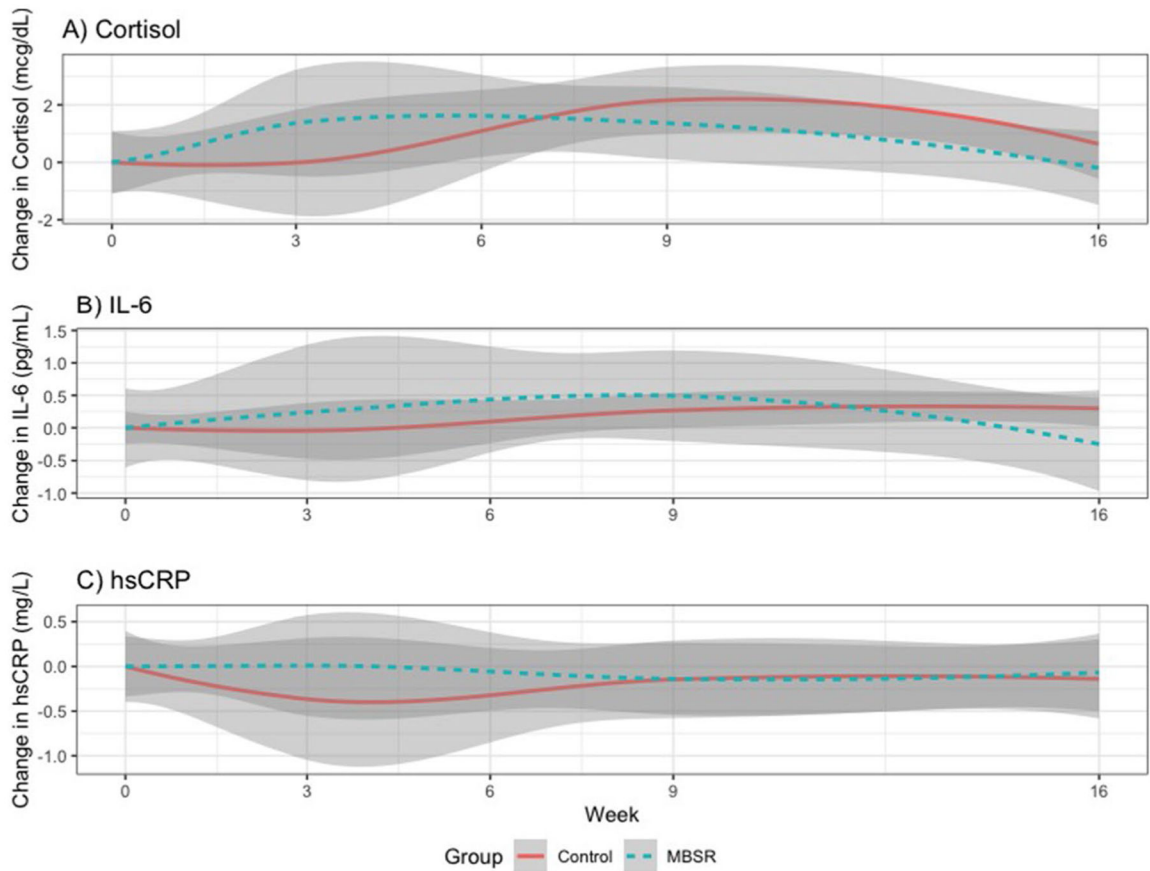 A) Cortisol
Change in Cortisol (mcg/dL)
2
0
-2
0 3 6 9 16
B) IL-6
Change in IL-6 (pg/mL)
1.5
1.0
0.5
0.0
-0.5
-1.0
0 3 6 9 16
C) hsCRP
Change in hsCRP (mg/L)
0.5
0.0
-0.5
-1.0
0 3 6 9 16
Week
Group Control MBSR